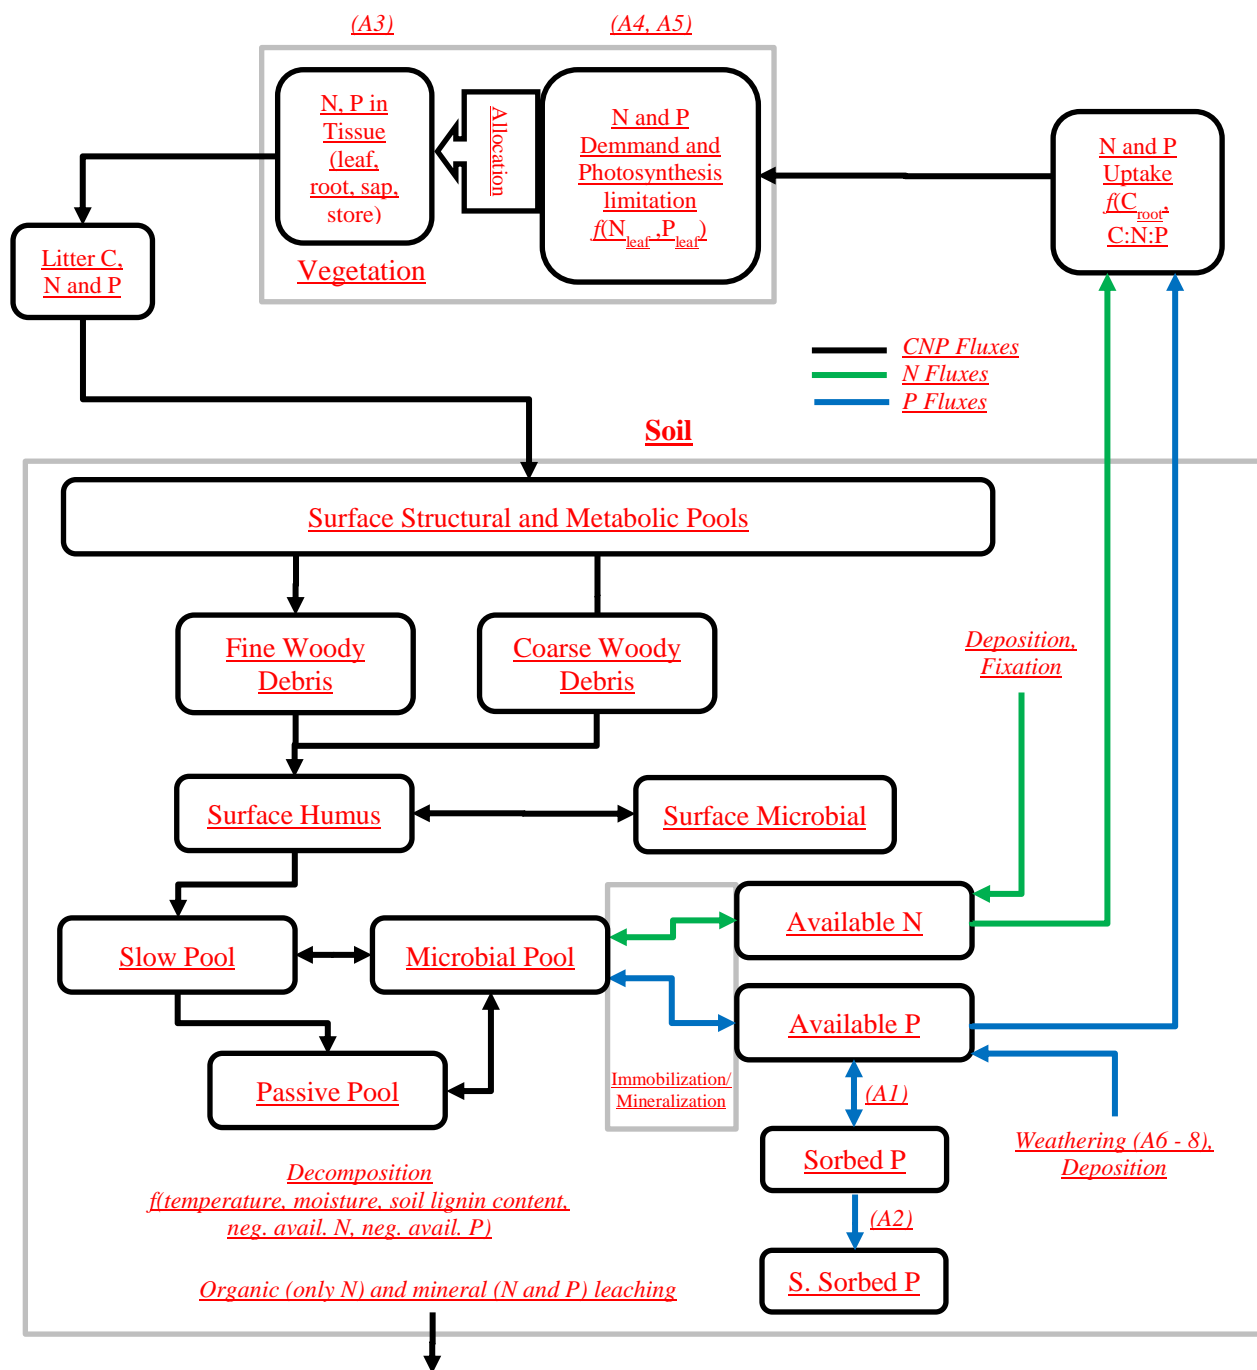 (A3)
(A4, A5)
N, P in
Tissue
(leaf,
root, sap,
store)
Allocation
N and P
Demmand and
Photosynthesis
limitation
f(N_leaf ,P_leaf)
Vegetation
N and P
Uptake
f(C_root,
C:N:P
Litter C,
N and P
CNP Fluxes
N Fluxes
P Fluxes
Soil
Surface Structural and Metabolic Pools
Fine Woody
Debris
Coarse Woody
Debris
Deposition,
Fixation
Surface Humus
Surface Microbial
Slow Pool
Microbial Pool
Available N
Available P
Passive Pool
Immobilization/
Mineralization
(A1)
Sorbed P
Weathering (A6 - 8),
Deposition
(A2)
S. Sorbed P
Decomposition
f(temperature, moisture, soil lignin content,
neg. avail. N, neg. avail. P)
Organic (only N) and mineral (N and P) leaching